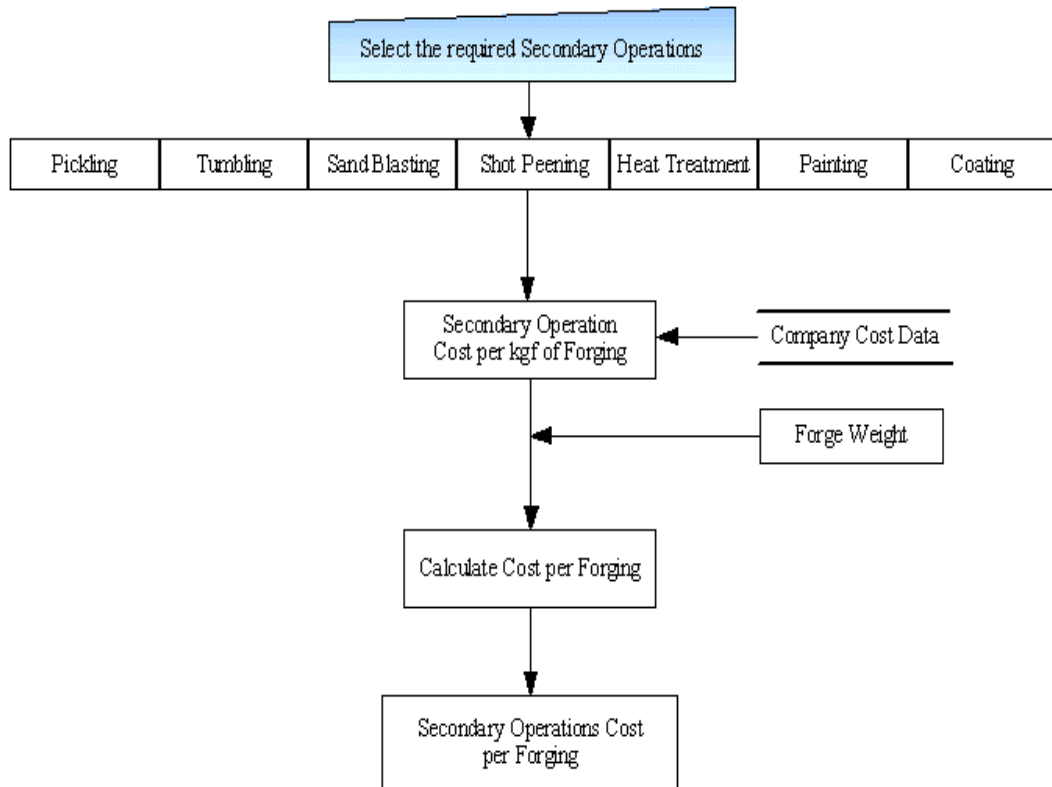 Select the required Secondary Operations
Pickling
Tumbling
Sand Blasting
Shot Peening
Heat Treatment
Painting
Coating
Secondary Operation
Cost per kgf of Forging
Company Cost Data
Forge Weight
Calculate Cost per Forging
Secondary Operations Cost
per Forging